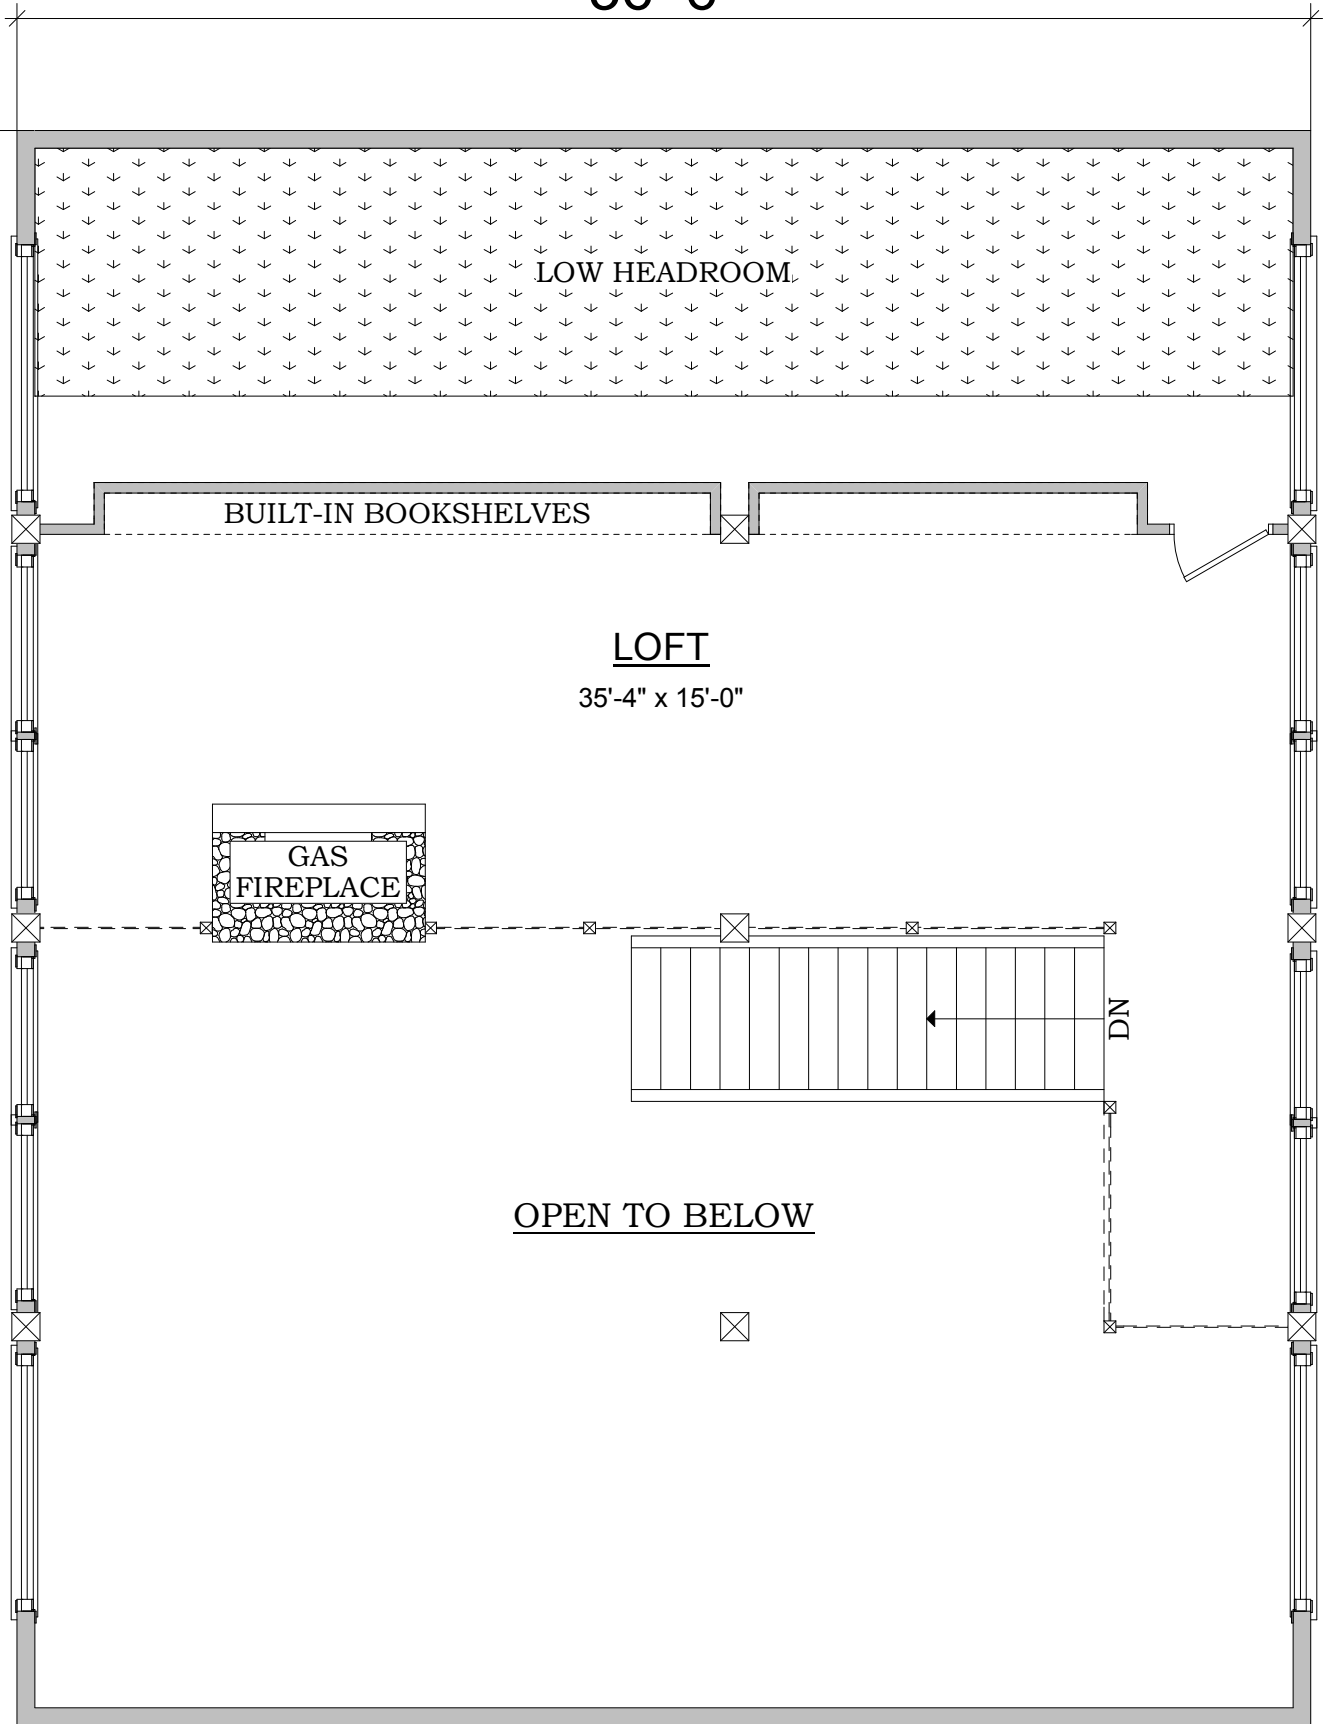 LOW HEADROOM
BUILT-IN BOOKSHELVES
LOFT
35'-4" x 15'-0"
GAS
FIREPLACE
DN
OPEN TO BELOW